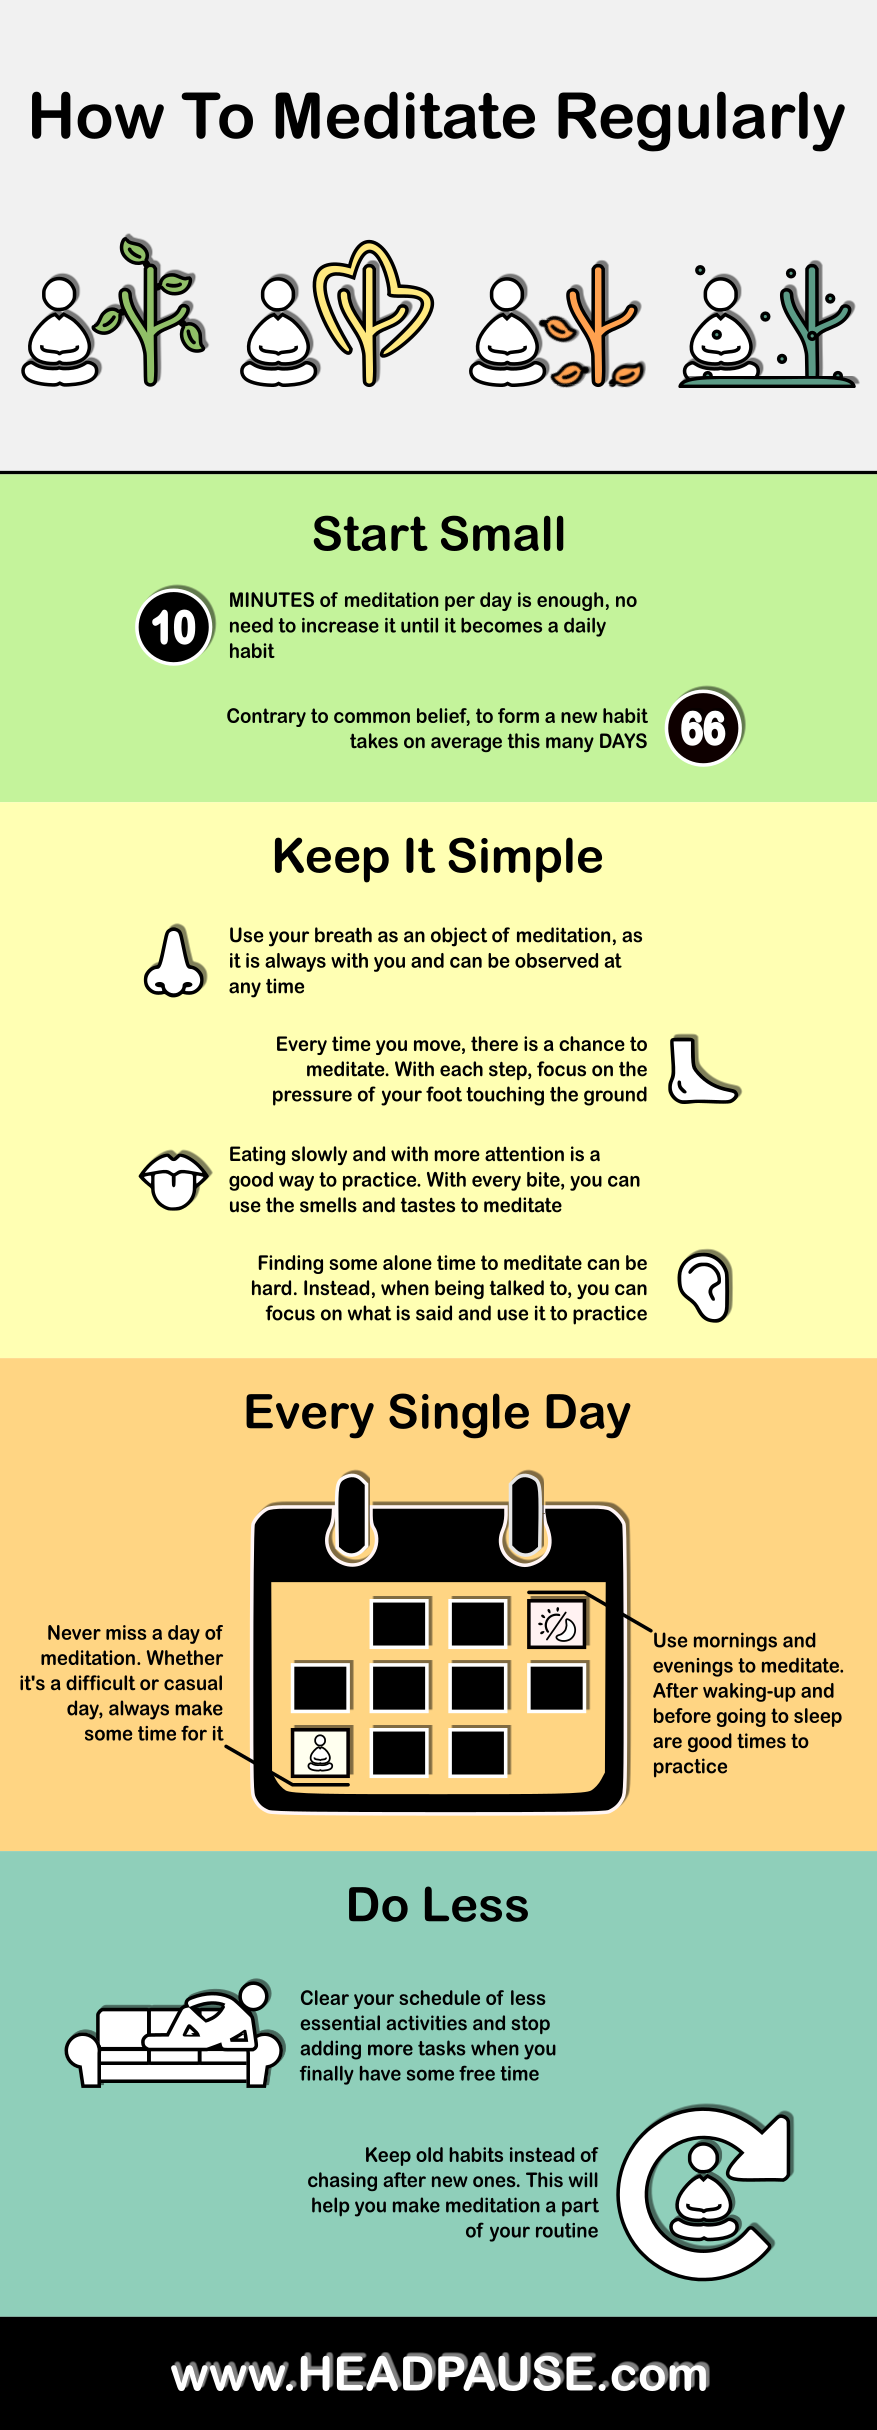 How To Meditate Regularly
Start Small
10
MINUTES of meditation per day is enough, no
need to increase it until it becomes a daily
habit
Contrary to common belief, to form a new habit
takes on average this many DAYS
66
Keep It Simple
Use your breath as an object of meditation, as
it is always with you and can be observed at
any time
Every time you move, there is a chance to
meditate. With each step, focus on the
pressure of your foot touching the ground
Eating slowly and with more attention is a
good way to practice. With every bite, you can
use the smells and tastes to meditate
Finding some alone time to meditate can be
hard. Instead, when being talked to, you can
focus on what is said and use it to practice
Every Single Day
Never miss a day of
meditation. Whether
it's a difficult or casual
day, always make
some time for it
Use mornings and
evenings to meditate.
After waking-up and
before going to sleep
are good times to
practice
Do Less
Clear your schedule of less
essential activities and stop
adding more tasks when you
finally have some free time
Keep old habits instead of
chasing after new ones. This will
help you make meditation a part
of your routine
www.HEADPAUSE.com